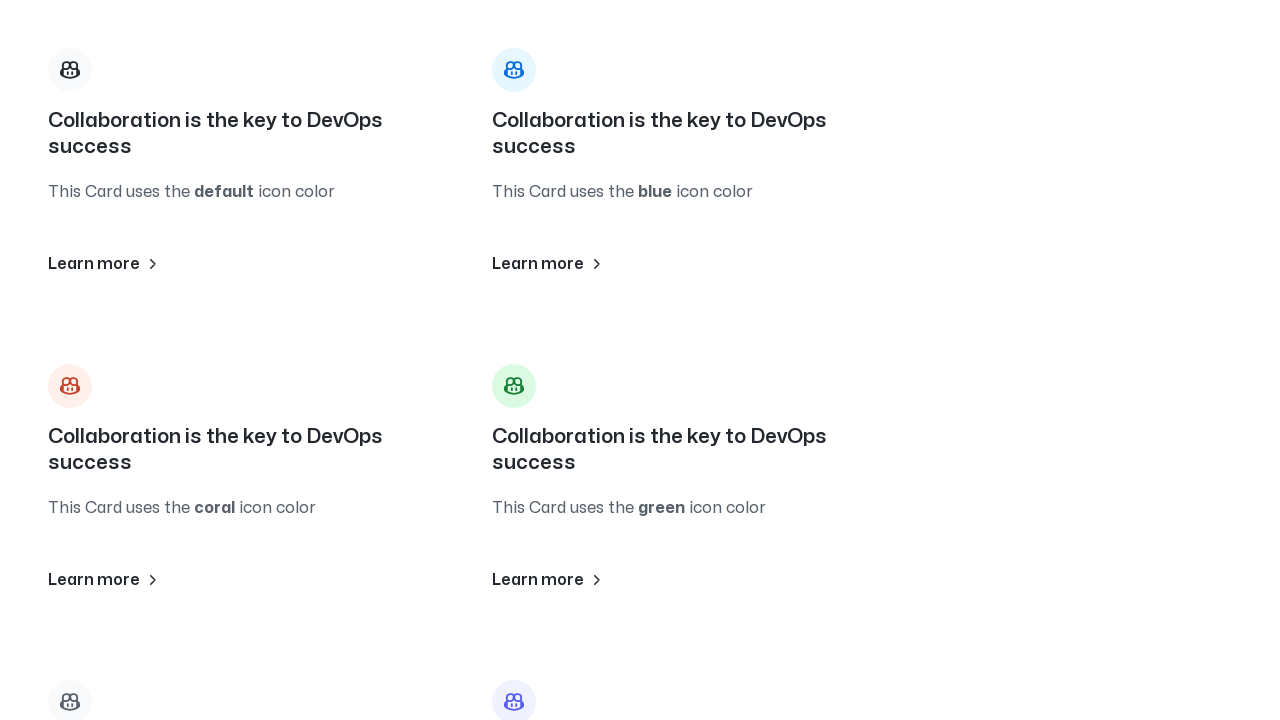 Collaboration is the key to DevOps
success
This Card uses the default icon color
Learn more
Collaboration is the key to DevOps
success
This Card uses the blue icon color
Learn more
Collaboration is the key to DevOps
success
This Card uses the coral icon color
Learn more
Collaboration is the key to DevOps
success
This Card uses the green icon color
Learn more